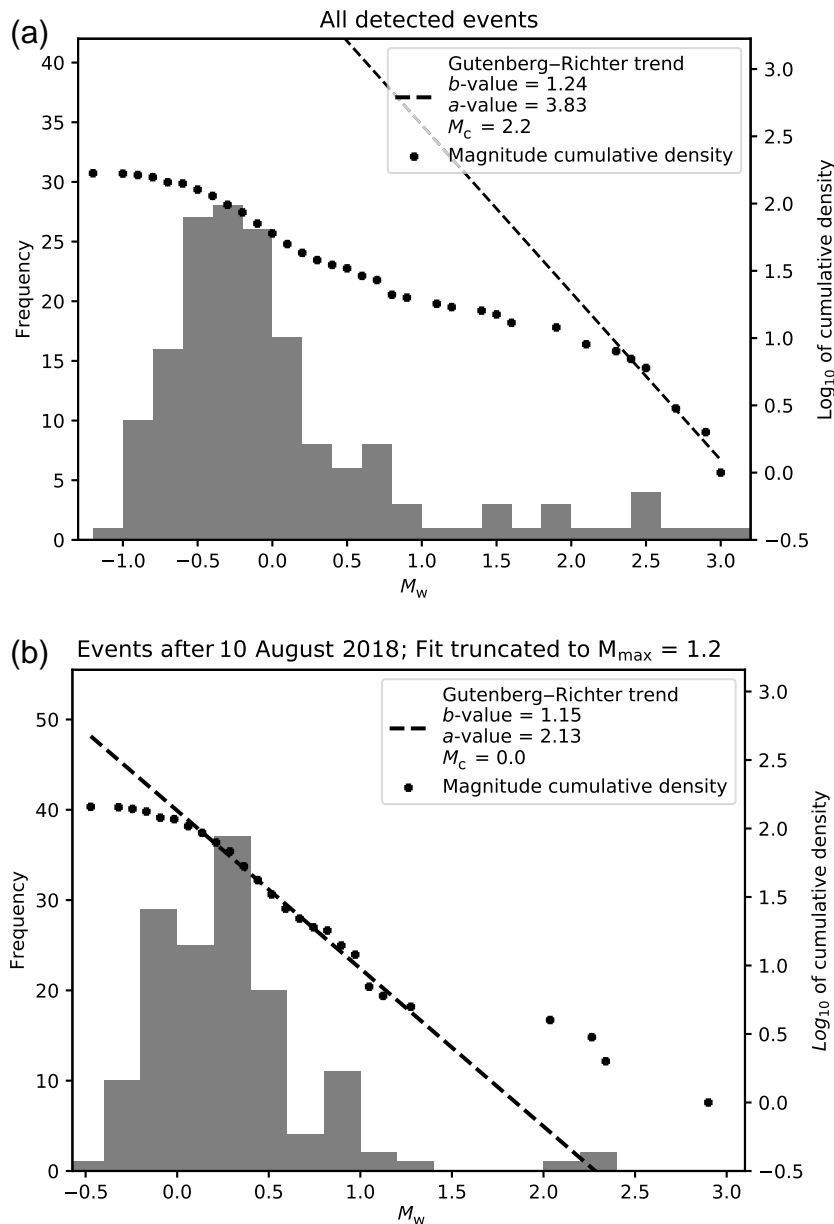 (a)
All detected events
Gutenberg–Richter trend
b-value = 1.24
a-value = 3.83
Mc = 2.2
Magnitude cumulative density
Frequency
40
35
30
25
20
15
10
5
0
Log10 of cumulative density
3.0
2.5
2.0
1.5
1.0
0.5
0.0
−0.5
−1.0 −0.5 0.0 0.5 1.0 1.5 2.0 2.5 3.0
Mw
(b)
Events after 10 August 2018; Fit truncated to Mmax = 1.2
Gutenberg–Richter trend
b-value = 1.15
a-value = 2.13
Mc = 0.0
Magnitude cumulative density
Frequency
50
40
30
20
10
0
Log10 of cumulative density
3.0
2.5
2.0
1.5
1.0
0.5
0.0
−0.5
−0.5 0.0 0.5 1.0 1.5 2.0 2.5 3.0
Mw